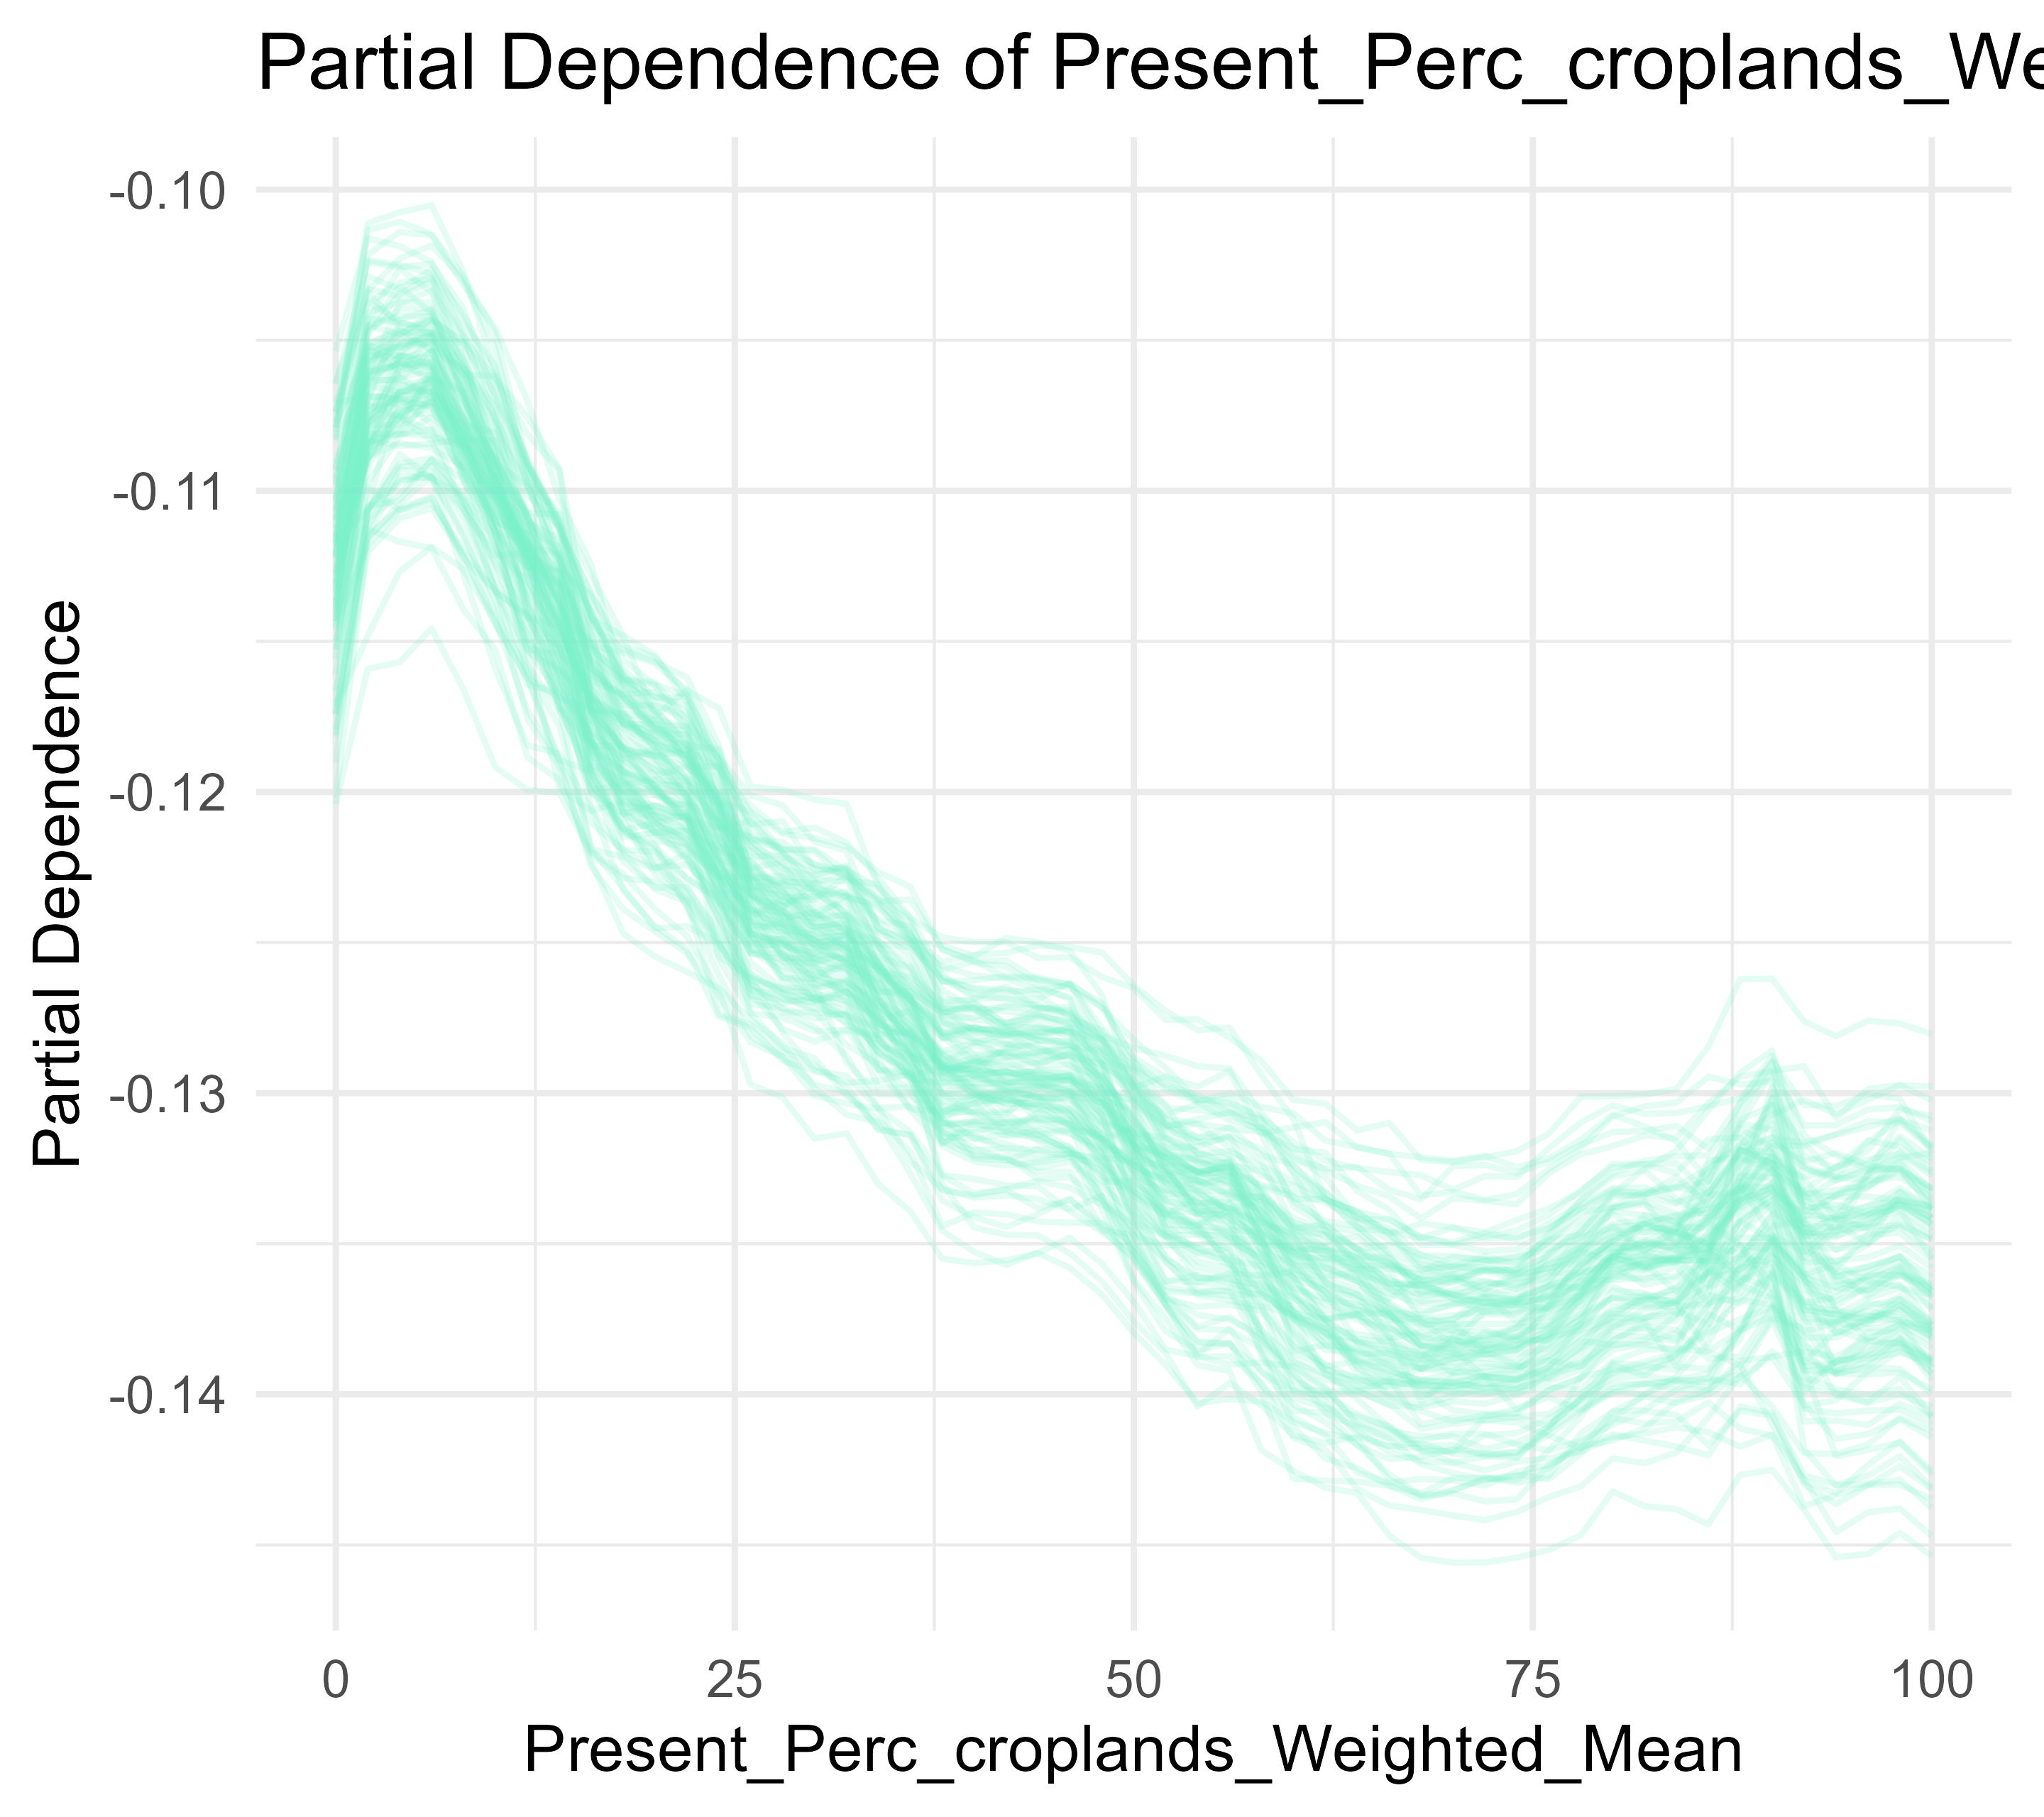 Partial Dependence of Present_Perc_croplands_We
-0.10
-0.11
-0.12
-0.13
-0.14
Partial Dependence
0 25 50 75 100
Present_Perc_croplands_Weighted_Mean